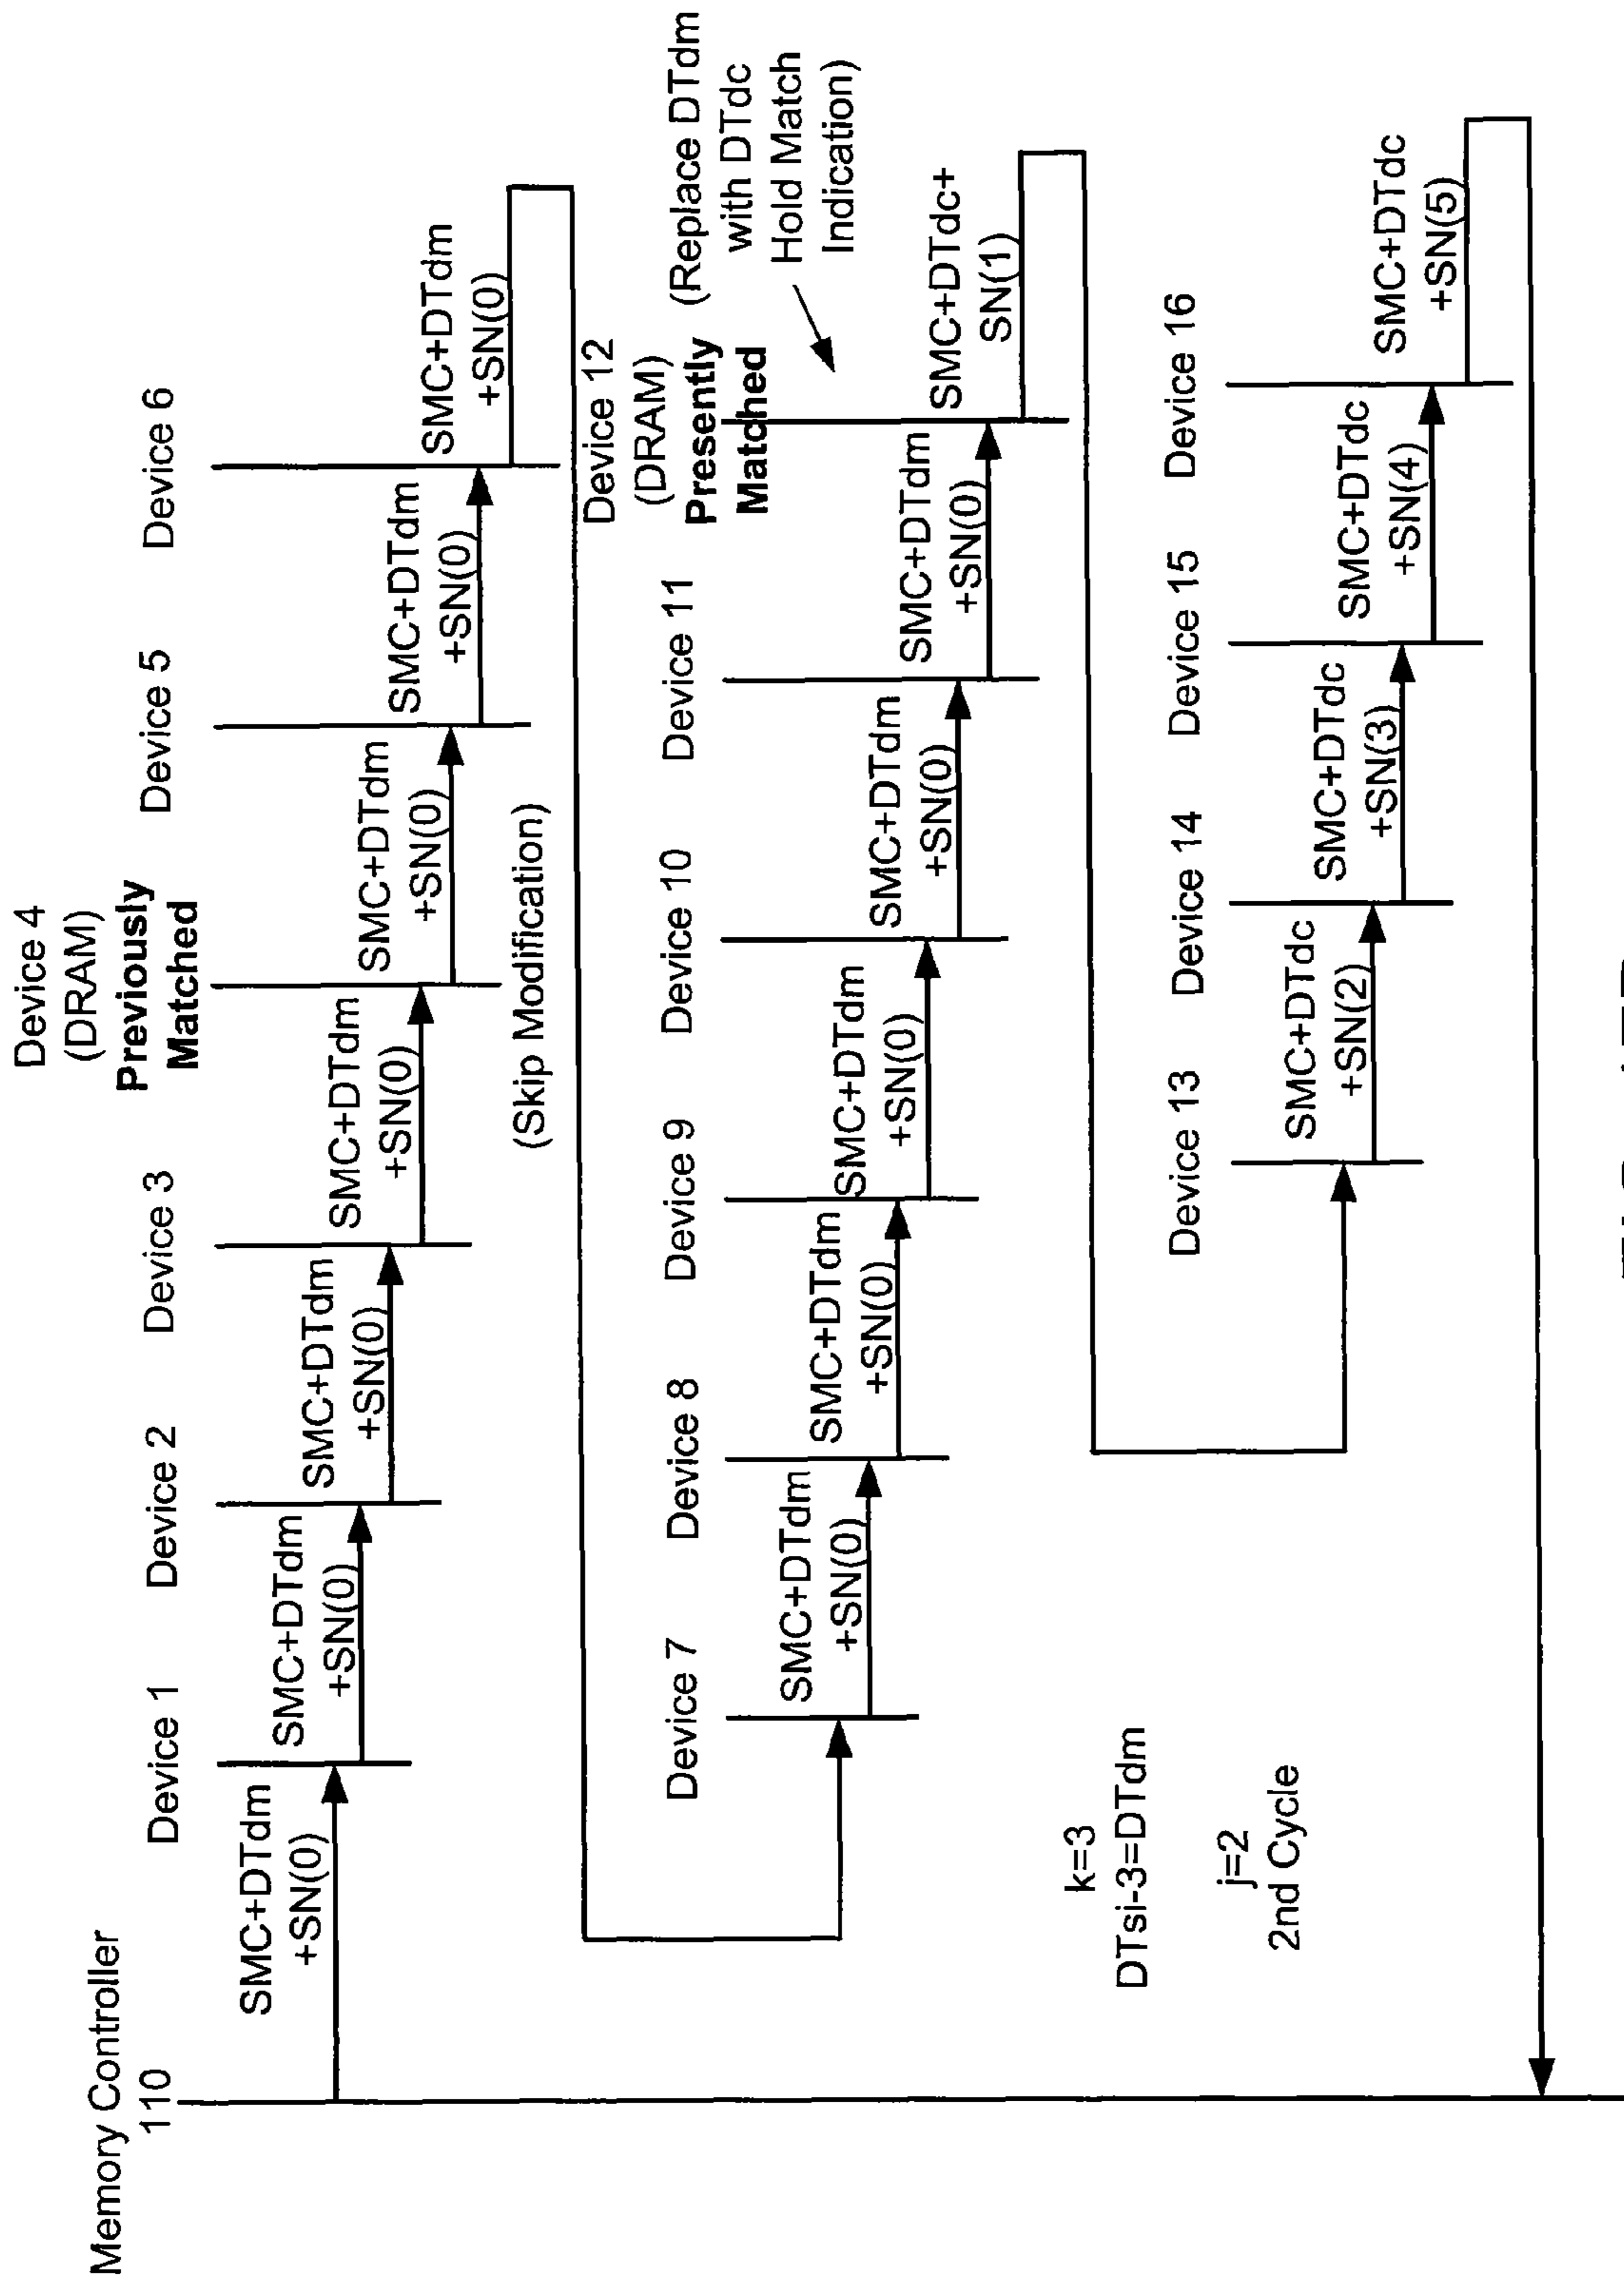 Memory Controller
110
Device 1
Device 2
Device 3
Device 4
(DRAM)
Previously
Matched
Device 5
Device 6
SMC+DTdm
+SN(0)
SMC+DTdm
+SN(0)
SMC+DTdm
+SN(0)
SMC+DTdm
+SN(0)
SMC+DTdm
+SN(0)
SMC+DTdm
+SN(0)
SMC+DTdm
+SN(0)
(Skip Modification)
Device 7
Device 8
Device 9
Device 10
Device 11
Device 12
(DRAM)
Presently
Matched
(Replace DTdm
with DTdc
Hold Match
Indication)
SMC+DTdm
+SN(0)
SMC+DTdm
+SN(0)
SMC+DTdm
+SN(0)
SMC+DTdm
+SN(0)
SMC+DTdm
+SN(0)
SMC+DTdc+
SN(1)
k=3
DTsi-3=DTdm
j=2
2nd Cycle
Device 13
Device 14
Device 15
Device 16
SMC+DTdc
+SN(2)
SMC+DTdc
+SN(3)
SMC+DTdc
+SN(4)
SMC+DTdc
+SN(5)